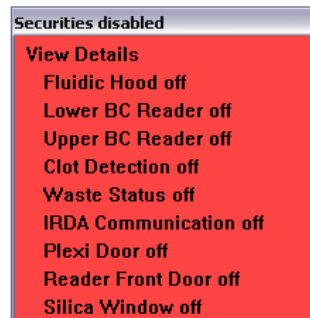 Securities disabled
View Details
Fluidic Hood off
Lower BC Reader off
Upper BC Reader off
Clot Detection off
Waste Status off
IRDA Communication off
Plexi Door off
Reader Front Door off
Silica Window off